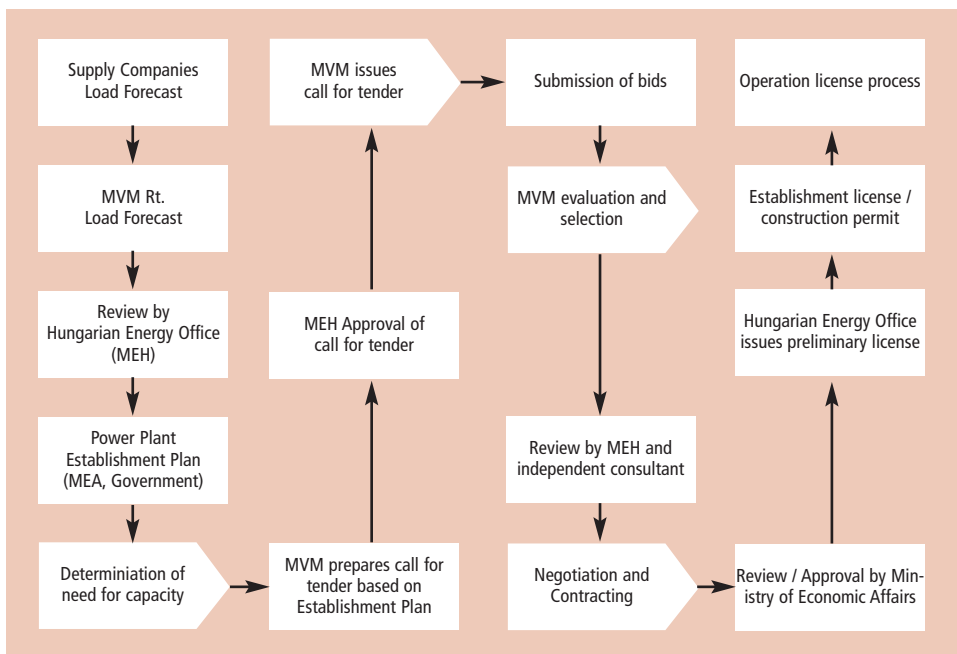 Supply Companies
Load Forecast
MVM Rt.
Load Forecast
Review by
Hungarian Energy Office
(MEH)
Power Plant
Establishment Plan
(MEA, Government)
Determiniation of
need for capacity
MVM prepares call for
tender based on
Establishment Plan
MEH Approval of
call for tender
MVM issues
call for tender
Submission of bids
MVM evaluation and
selection
Review by MEH and
independent consultant
Negotiation and
Contracting
Review / Approval by Min-
istry of Economic Affairs
Hungarian Energy Office
issues preliminary license
Establishment license /
construction permit
Operation license process